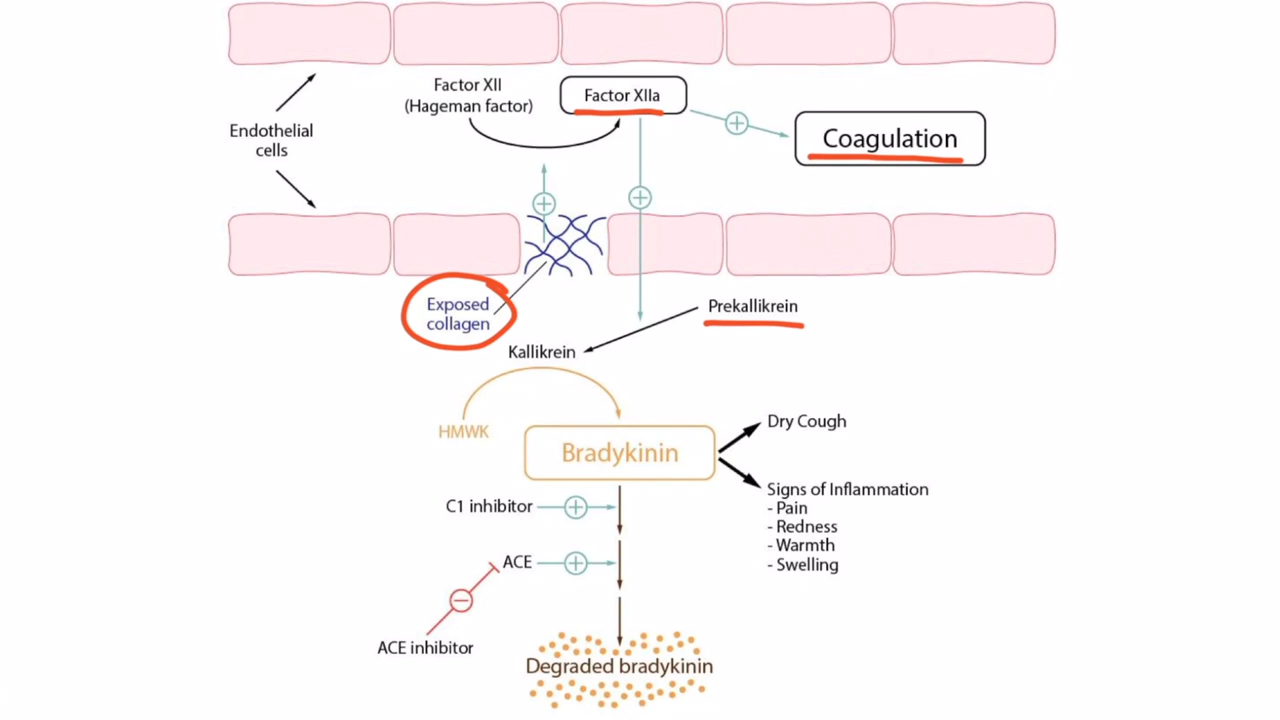 Factor XII
(Hageman factor)
Factor XIIa
Coagulation
Endothelial
cells
Exposed
collagen
Prekallikrein
Kallikrein
HMWK
Bradykinin
Dry Cough
Signs of Inflammation
- Pain
- Redness
- Warmth
- Swelling
C1 inhibitor
ACE
ACE inhibitor
Degraded bradykinin